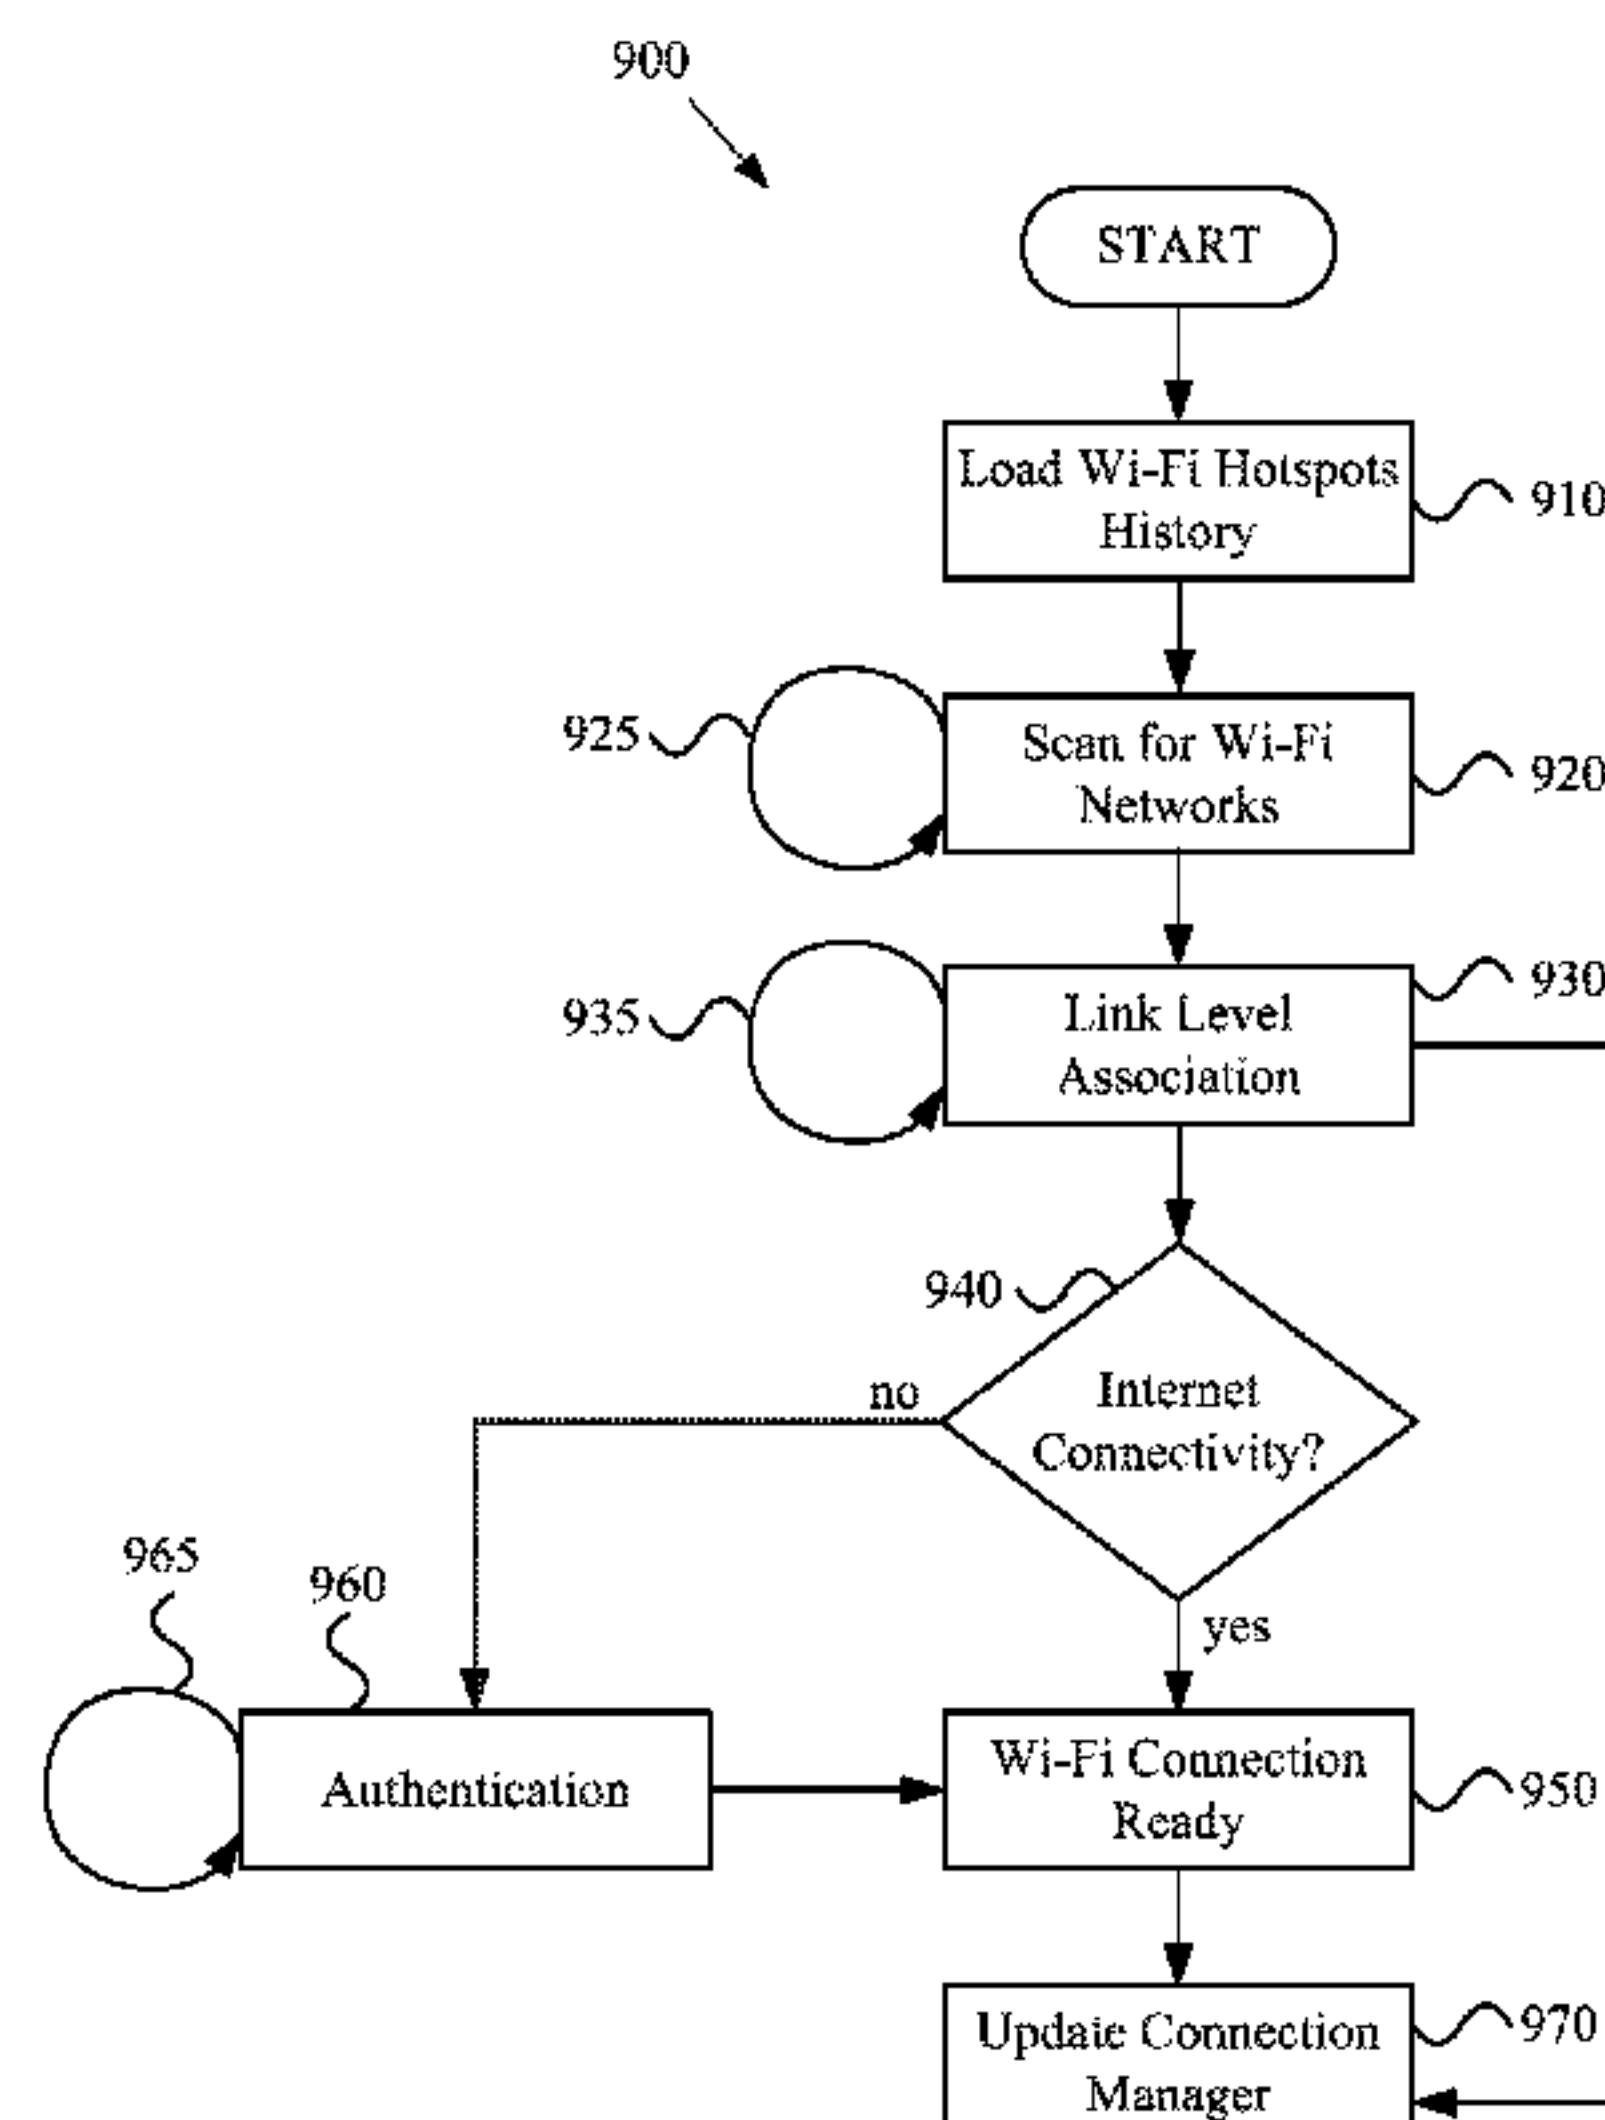 900
START
Load Wi-Fi Hotspots
History
910
925
Scan for Wi-Fi
Networks
920
935
Link Level
Association
930
940
no
Internet
Connectivity?
yes
965
960
Authentication
Wi-Fi Connection
Ready
950
Update Connection
Manager
970